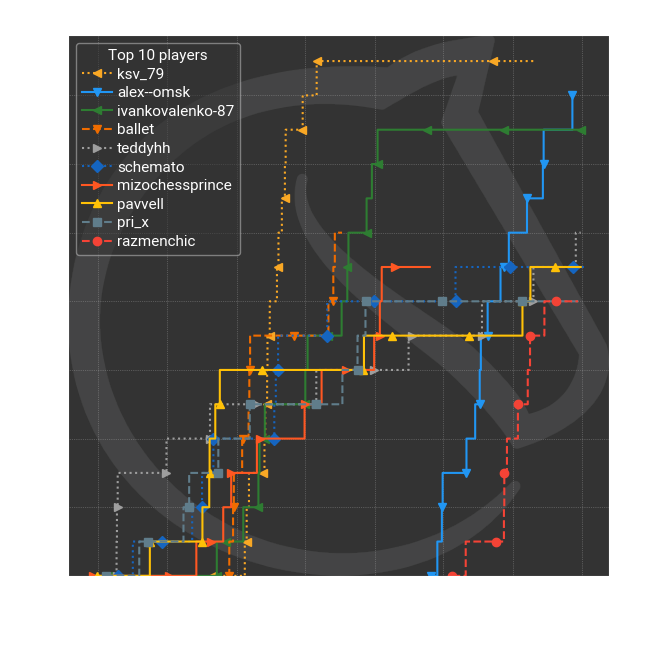 Top 10 players
ksv_79
alex--omsk
ivankovalenko-87
ballet
teddyhh
schemato
mizochessprince
pavvell
pri_x
razmenchic